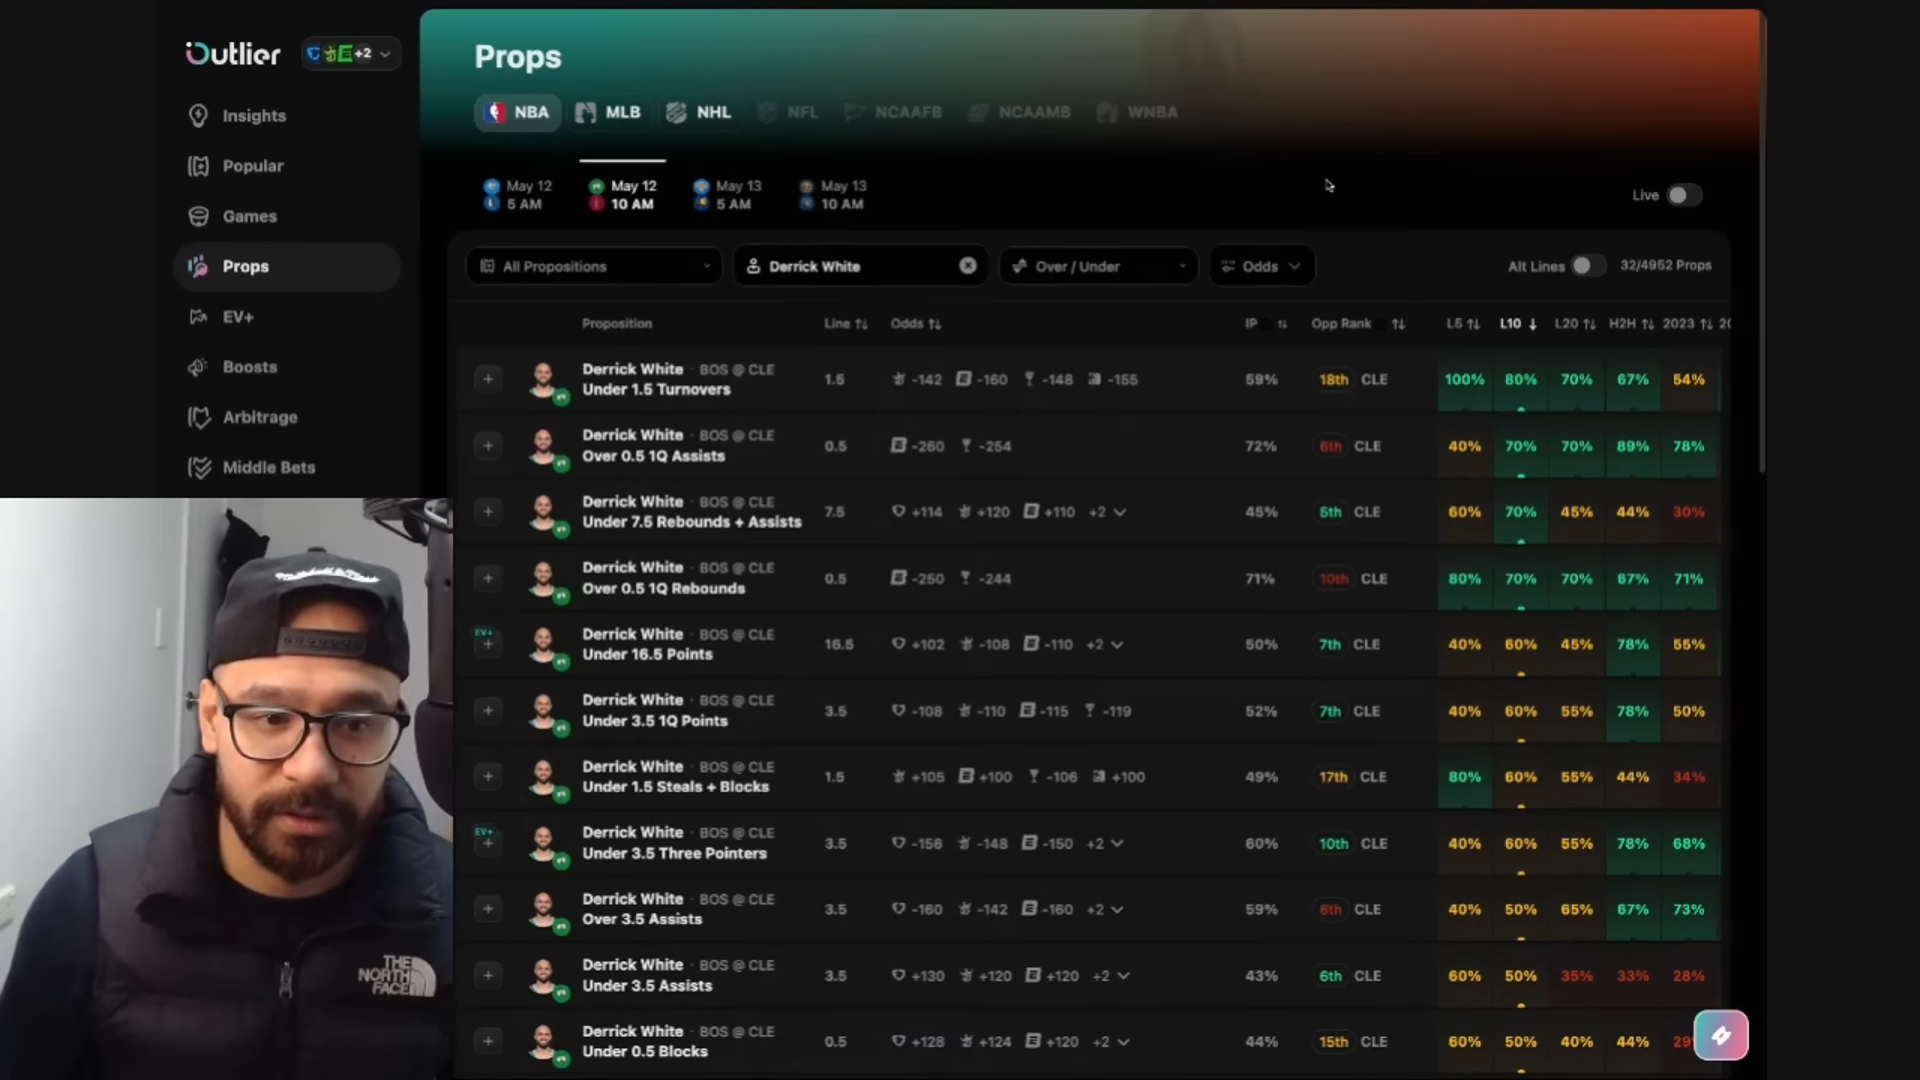 Outlier
+2
Insights
Popular
Games
Props
EV+
Boosts
Arbitrage
Middle Bets
Props
NBA MLB NHL NFL NCAAFB NCAAMB WNBA
May 12 May 12 May 13 May 13
5 AM 10 AM 5 AM 10 AM
Live
All Propositions Derrick White Over / Under Odds Alt Lines 32/4952 Props
Proposition Line Odds IP Opp Rank L5 L10 L20 H2H 2023 20
Derrick White · BOS @ CLE
Under 1.5 Turnovers 1.5 -142 -160 -148 -155 59% 18th CLE 100% 80% 70% 67% 54%
Derrick White · BOS @ CLE
Over 0.5 1Q Assists 0.5 -260 -254 72% 6th CLE 40% 70% 70% 89% 78%
Derrick White · BOS @ CLE
Under 7.5 Rebounds + Assists 7.5 +114 +120 +110 +2 45% 5th CLE 60% 70% 45% 44% 30%
Derrick White · BOS @ CLE
Over 0.5 1Q Rebounds 0.5 -250 -244 71% 10th CLE 80% 70% 70% 67% 71%
EV+ Derrick White · BOS @ CLE
Under 16.5 Points 16.5 +102 -108 -110 +2 50% 7th CLE 40% 60% 45% 78% 55%
Derrick White · BOS @ CLE
Under 3.5 1Q Points 3.5 -108 -110 -115 -119 52% 7th CLE 40% 60% 55% 78% 50%
Derrick White · BOS @ CLE
Under 1.5 Steals + Blocks 1.5 +105 +100 -106 +100 49% 17th CLE 80% 60% 55% 44% 34%
EV+ Derrick White · BOS @ CLE
Under 3.5 Three Pointers 3.5 -156 -148 -150 +2 60% 10th CLE 40% 60% 55% 78% 68%
Derrick White · BOS @ CLE
Over 3.5 Assists 3.5 -160 -142 -160 +2 59% 6th CLE 40% 50% 65% 67% 73%
Derrick White · BOS @ CLE
Under 3.5 Assists 3.5 +130 +120 +120 +2 43% 6th CLE 60% 50% 35% 33% 28%
Derrick White · BOS @ CLE
Under 0.5 Blocks 0.5 +128 +124 +120 +2 44% 15th CLE 60% 50% 40% 44% 29
Mitchell & Ness
THE
NORTH
FACE